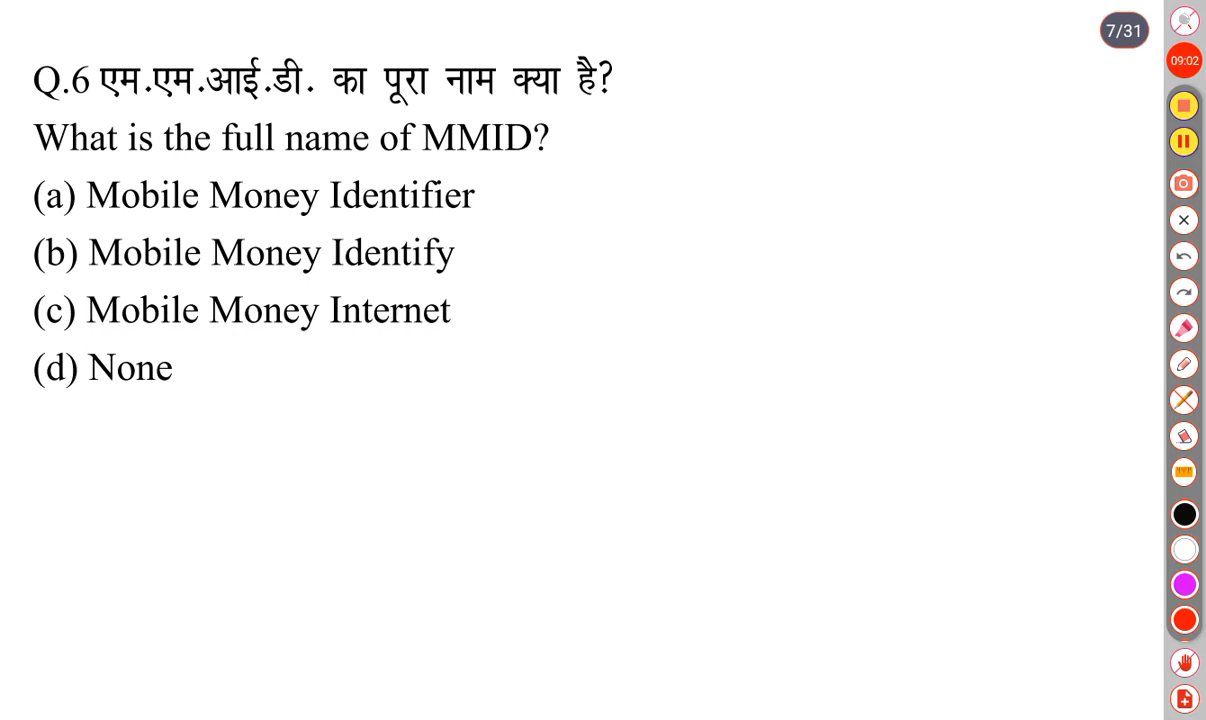 7/31
09:02
Q.6 एम.एम.आई.डी. का पूरा नाम क्या है?
What is the full name of MMID?
(a) Mobile Money Identifier
(b) Mobile Money Identify
(c) Mobile Money Internet
(d) None